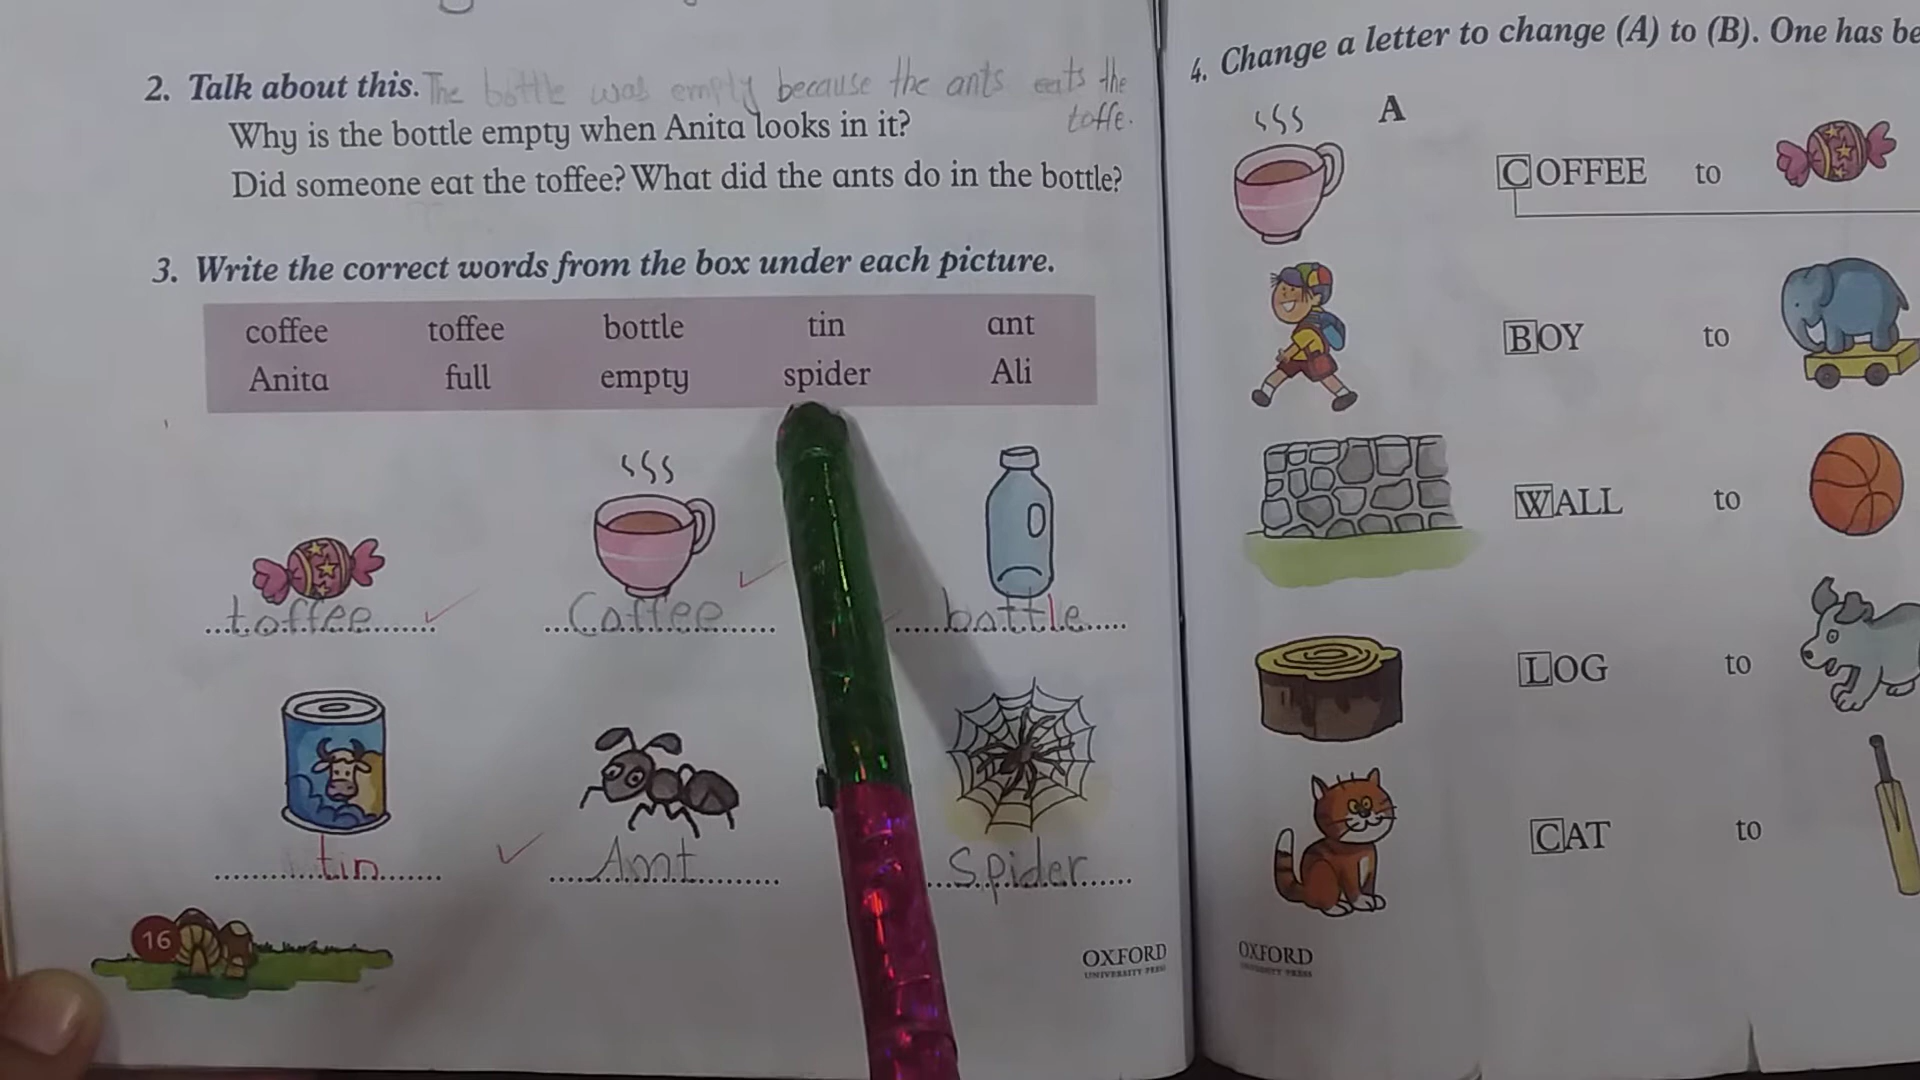 2. Talk about this. The bottle was empty because the ants eats the
toffe.
Why is the bottle empty when Anita looks in it?
Did someone eat the toffee? What did the ants do in the bottle?
3. Write the correct words from the box under each picture.
coffee toffee bottle tin ant
Anita full empty spider Ali
toffee Coffee bottle
tin Ant Spider
16
OXFORD
UNIVERSITY PRESS
4. Change a letter to change (A) to (B). One has be
A
COFFEE to
BOY to
WALL to
LOG to
CAT to
OXFORD
UNIVERSITY PRESS